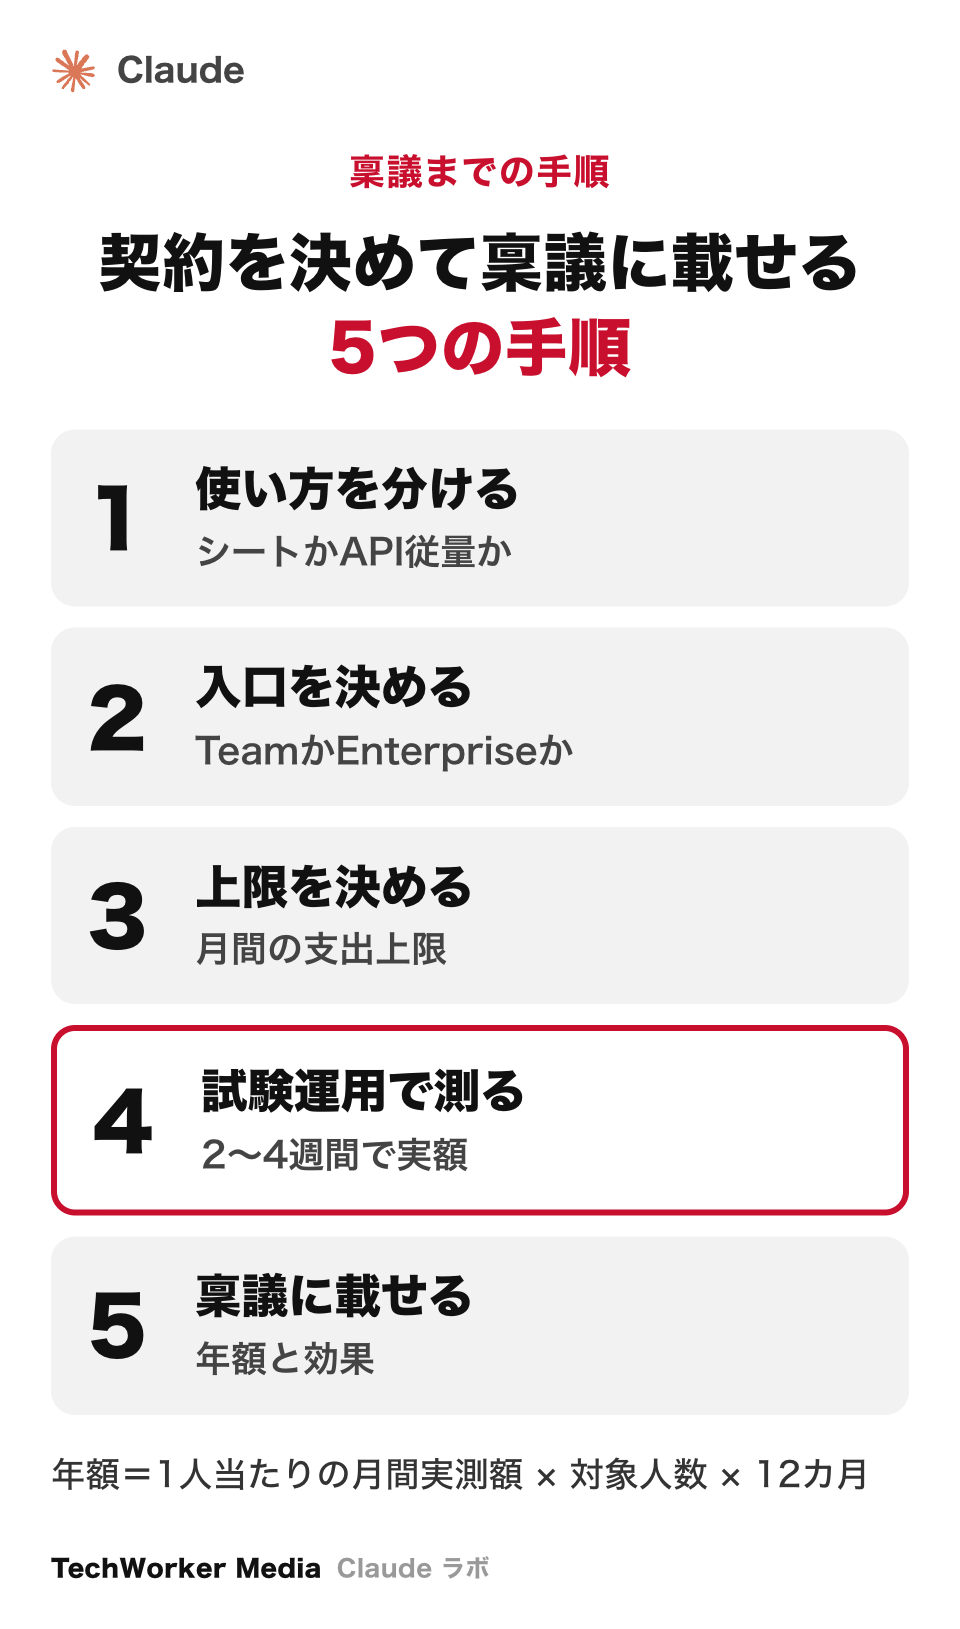 Claude
稟議までの手順
契約を決めて稟議に載せる
5つの手順
1
使い方を分ける
シートかAPI従量か
2
入口を決める
TeamかEnterpriseか
3
上限を決める
月間の支出上限
4
試験運用で測る
2〜4週間で実額
5
稟議に載せる
年額と効果
年額＝1人当たりの月間実測額 × 対象人数 × 12カ月
TechWorker Media Claude ラボ